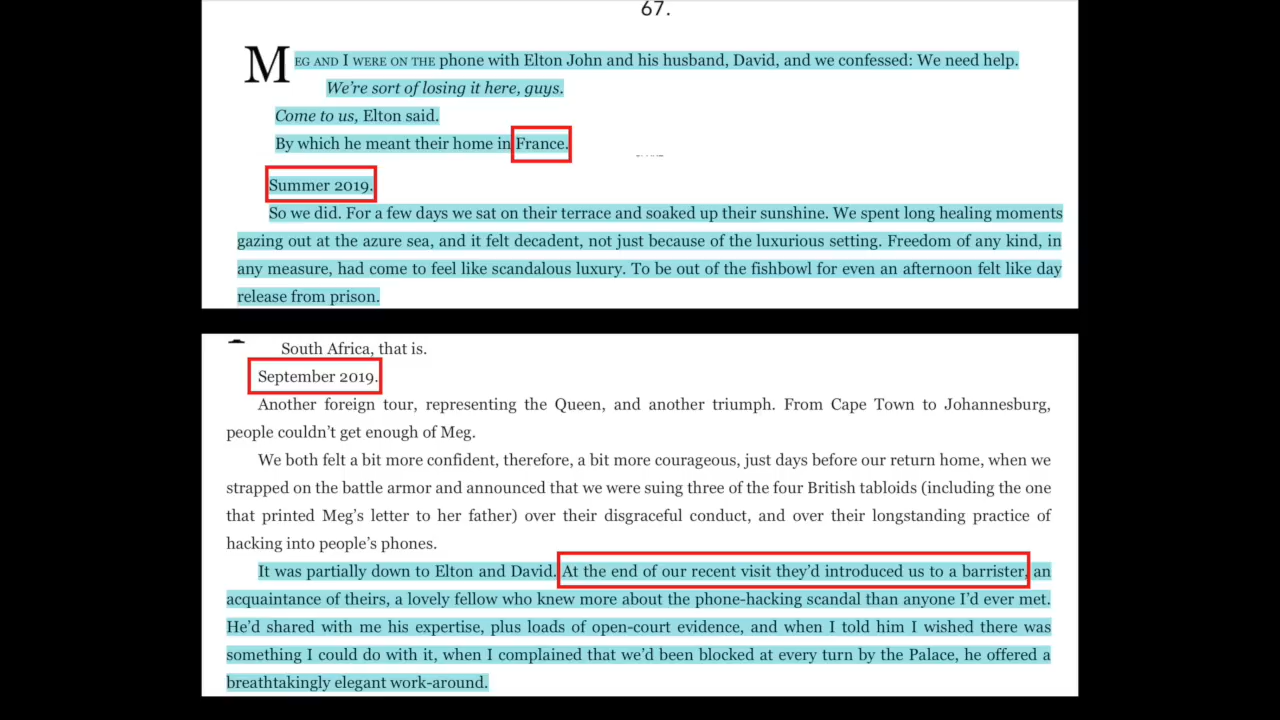 67.
MEG AND I WERE ON THE phone with Elton John and his husband, David, and we confessed: We need help.
We're sort of losing it here, guys.
Come to us, Elton said.
By which he meant their home in France.
Summer 2019.
So we did. For a few days we sat on their terrace and soaked up their sunshine. We spent long healing moments
gazing out at the azure sea, and it felt decadent, not just because of the luxurious setting. Freedom of any kind, in
any measure, had come to feel like scandalous luxury. To be out of the fishbowl for even an afternoon felt like day
release from prison.
South Africa, that is.
September 2019.
Another foreign tour, representing the Queen, and another triumph. From Cape Town to Johannesburg,
people couldn't get enough of Meg.
We both felt a bit more confident, therefore, a bit more courageous, just days before our return home, when we
strapped on the battle armor and announced that we were suing three of the four British tabloids (including the one
that printed Meg's letter to her father) over their disgraceful conduct, and over their longstanding practice of
hacking into people's phones.
It was partially down to Elton and David. At the end of our recent visit they'd introduced us to a barrister, an
acquaintance of theirs, a lovely fellow who knew more about the phone-hacking scandal than anyone I'd ever met.
He'd shared with me his expertise, plus loads of open-court evidence, and when I told him I wished there was
something I could do with it, when I complained that we'd been blocked at every turn by the Palace, he offered a
breathtakingly elegant work-around.